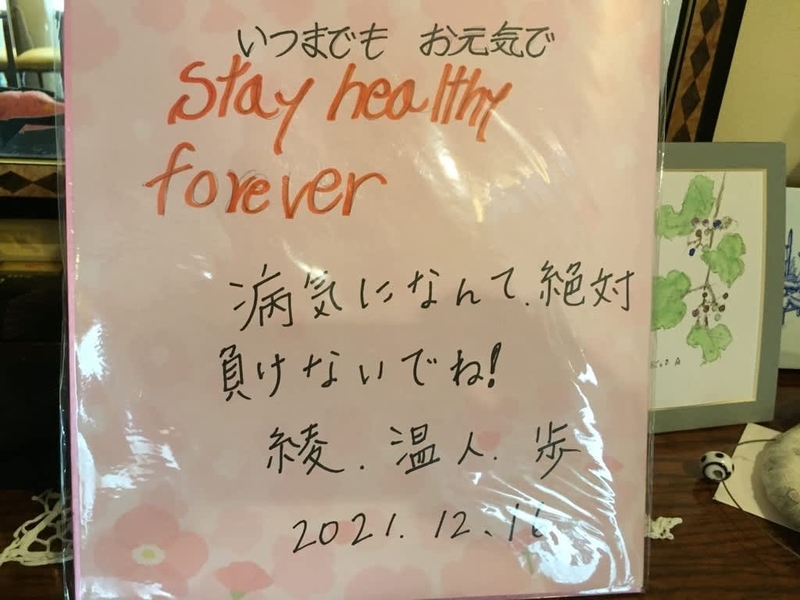 いつまでも お元気で
Stay healthy
forever
病気になんて、絶対
負けないでね!
綾．温人．歩
2021.12.